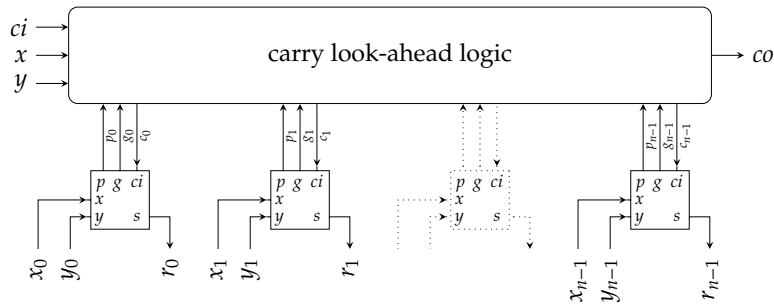 ci
x
y
carry look-ahead logic
co
p₀ g₀ c₀
p₁ g₁ c₁
pₙ₋₁ gₙ₋₁ cₙ₋₁
p g ci
x
y s
p g ci
x
y s
p g ci
x
y s
p g ci
x
y s
x₀ y₀ r₀
x₁ y₁ r₁
xₙ₋₁ yₙ₋₁ rₙ₋₁